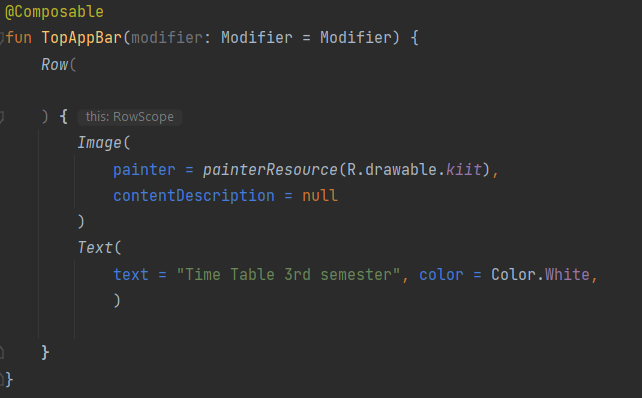 @Composable
fun TopAppBar(modifier: Modifier = Modifier) {
    Row(

    ) { this: RowScope
        Image(
            painter = painterResource(R.drawable.kiit),
            contentDescription = null
        )
        Text(
            text = "Time Table 3rd semester", color = Color.White,
            )

    }
}